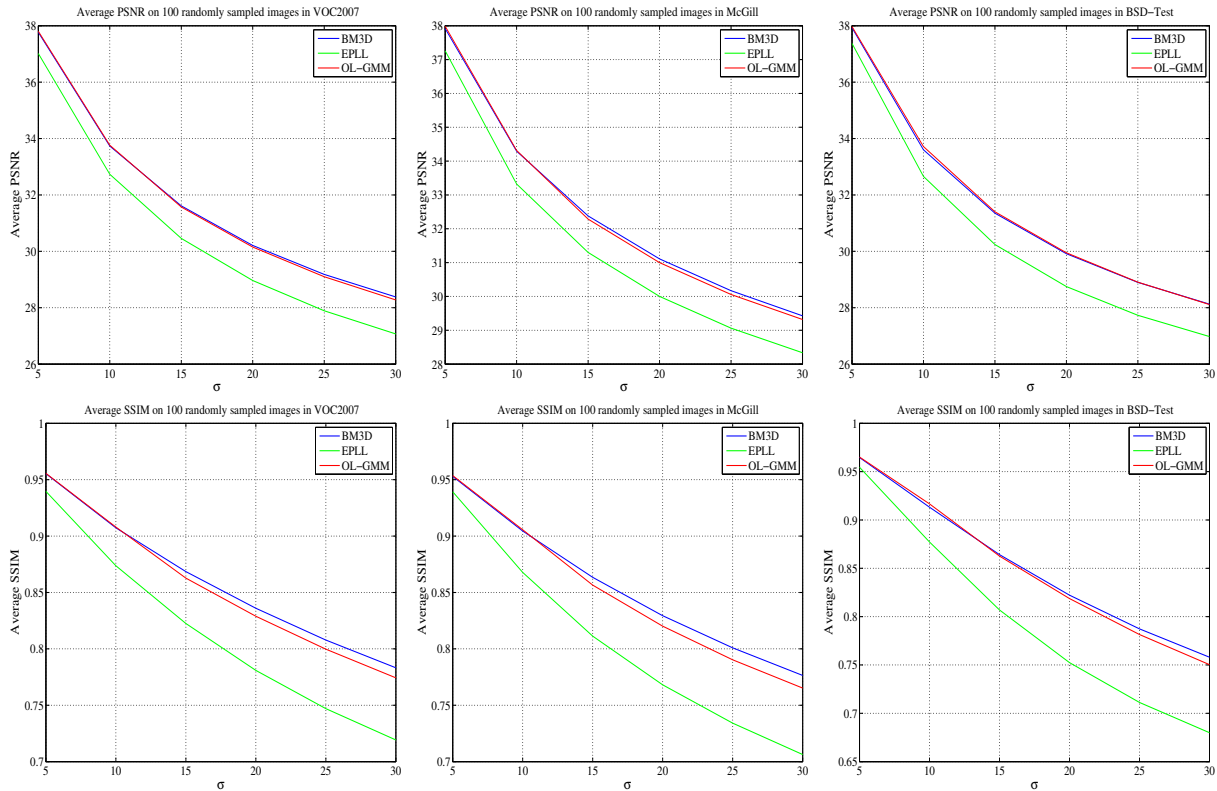 Average PSNR on 100 randomly sampled images in VOC2007
38
36
34
32
30
28
26
Average PSNR
5 10 15 20 25 30
σ
BM3D
EPLL
OL-GMM
Average PSNR on 100 randomly sampled images in McGill
38
37
36
35
34
33
32
31
30
29
28
Average PSNR
5 10 15 20 25 30
σ
BM3D
EPLL
OL-GMM
Average PSNR on 100 randomly sampled images in BSD-Test
38
36
34
32
30
28
26
Average PSNR
5 10 15 20 25 30
σ
BM3D
EPLL
OL-GMM
Average SSIM on 100 randomly sampled images in VOC2007
1
0.95
0.9
0.85
0.8
0.75
0.7
Average SSIM
5 10 15 20 25 30
σ
BM3D
EPLL
OL-GMM
Average SSIM on 100 randomly sampled images in McGill
1
0.95
0.9
0.85
0.8
0.75
0.7
Average SSIM
5 10 15 20 25 30
σ
BM3D
EPLL
OL-GMM
Average SSIM on 100 randomly sampled images in BSD-Test
1
0.95
0.9
0.85
0.8
0.75
0.7
0.65
Average SSIM
5 10 15 20 25 30
σ
BM3D
EPLL
OL-GMM